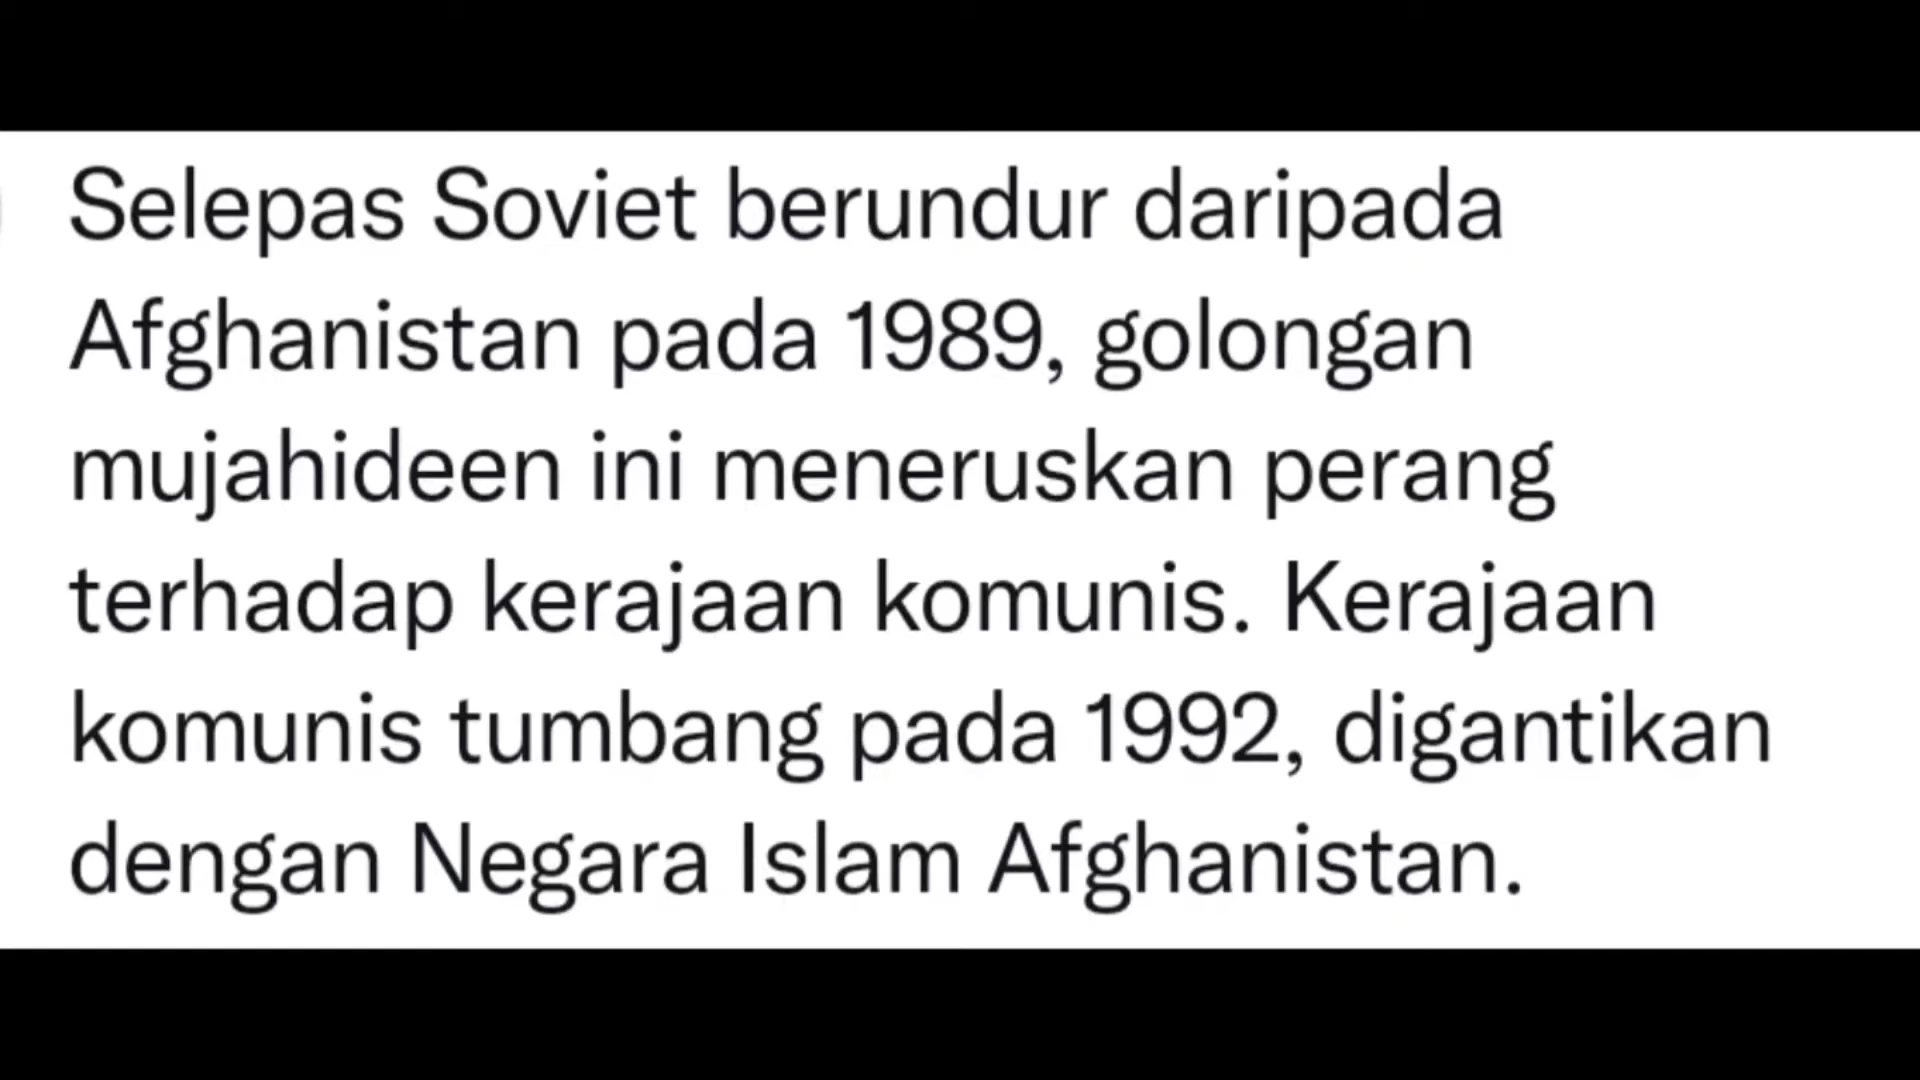 Selepas Soviet berundur daripada
Afghanistan pada 1989, golongan
mujahideen ini meneruskan perang
terhadap kerajaan komunis. Kerajaan
komunis tumbang pada 1992, digantikan
dengan Negara Islam Afghanistan.